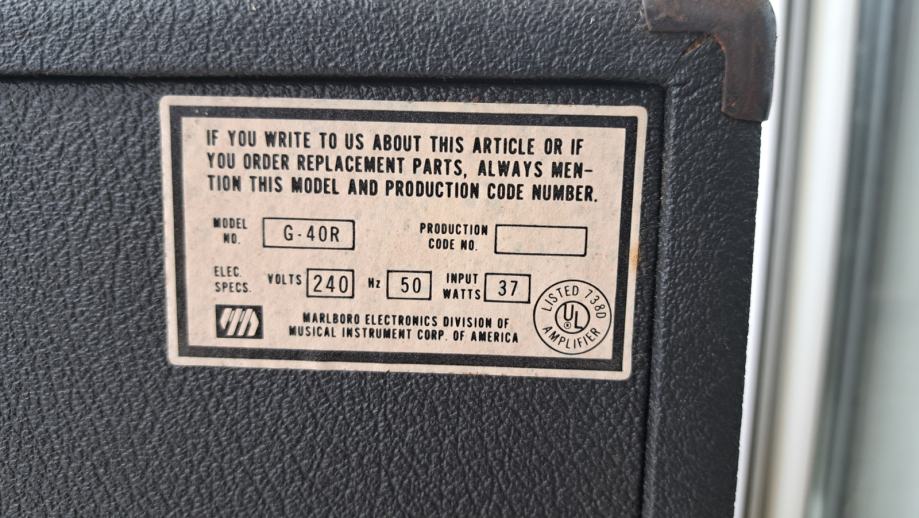 IF YOU WRITE TO US ABOUT THIS ARTICLE OR IF
YOU ORDER REPLACEMENT PARTS, ALWAYS MEN-
TION THIS MODEL AND PRODUCTION CODE NUMBER.
MODEL NO. G-40R PRODUCTION CODE NO.
ELEC. SPECS. VOLTS 240 Hz 50 INPUT WATTS 37
MARLBORO ELECTRONICS DIVISION OF
MUSICAL INSTRUMENT CORP. OF AMERICA
LISTED 738D
UL
AMPLIFIER